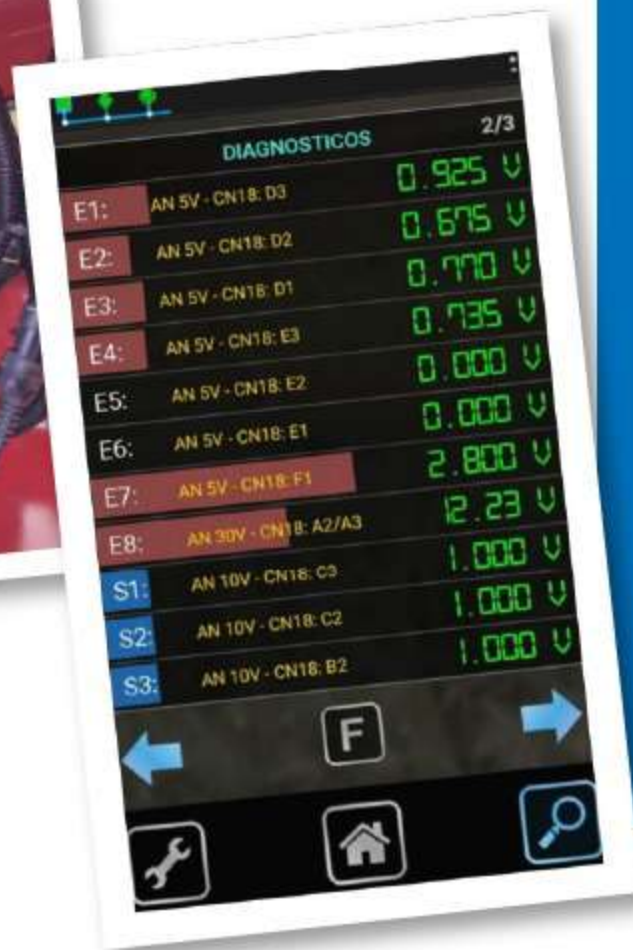 DIAGNOSTICOS 2/3
E1: AN 5V - CN18: D3 0.925 V
E2: AN 5V - CN18: D2 0.675 V
E3: AN 5V - CN18: D1 0.770 V
E4: AN 5V - CN18: E3 0.735 V
E5: AN 5V - CN18: E2 0.000 V
E6: AN 5V - CN18: E1 0.000 V
E7: AN 5V - CN18: F1 2.800 V
E8: AN 30V - CN18: A2/A3 12.23 V
S1: AN 10V - CN18: C3 1.000 V
S2: AN 10V - CN18: C2 1.000 V
S3: AN 10V - CN18: B2 1.000 V
F